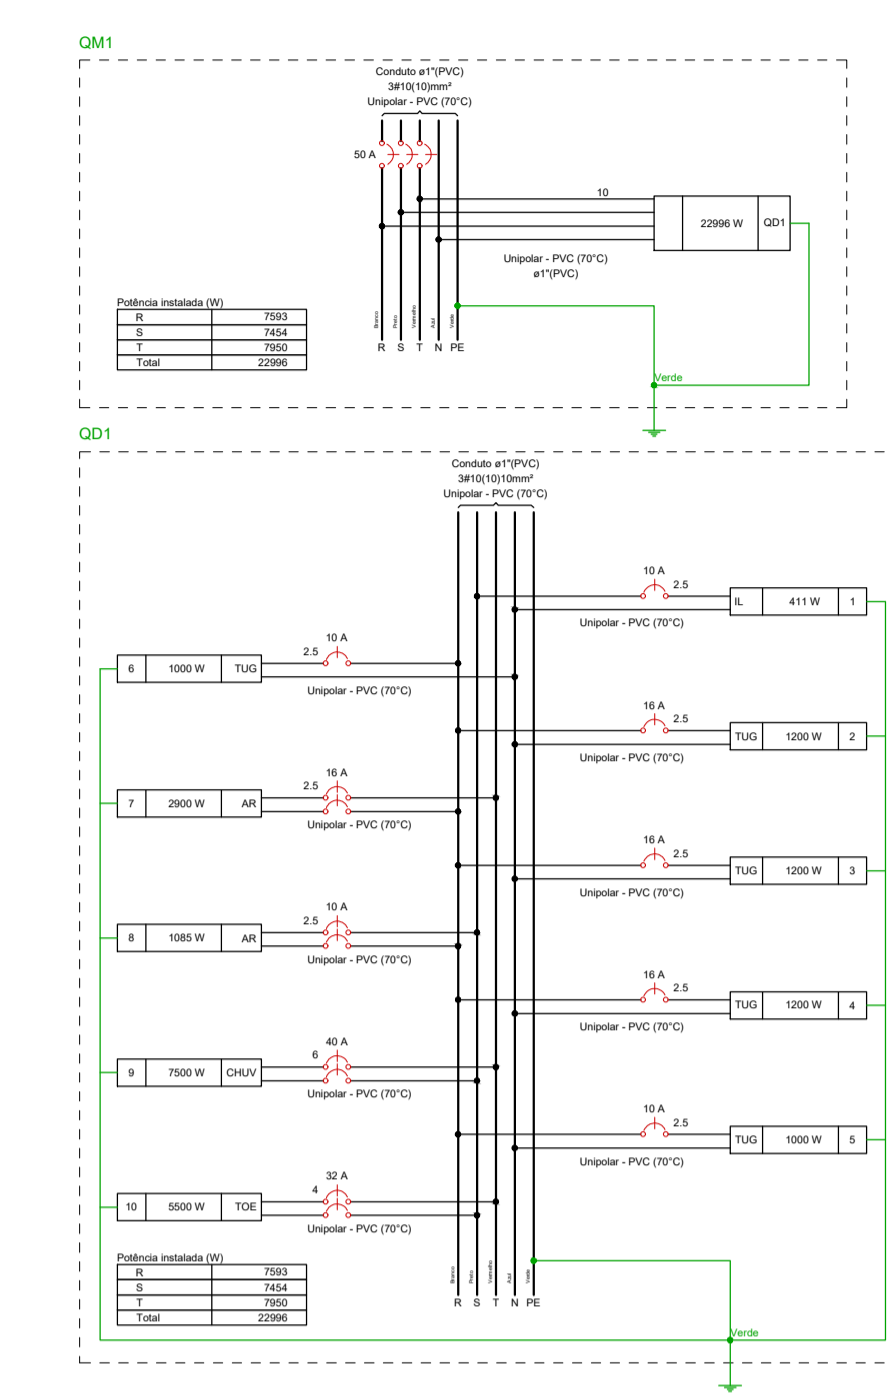 QM1
Conduto ø1"(PVC)
3#10(10)mm²
Unipolar - PVC (70°C)
50 A
10
22996 W QD1
Unipolar - PVC (70°C)
ø1"(PVC)
Potência instalada (W)
R 7593
S 7454
T 7950
Total 22996
Branco Preto Vermelho Azul Verde
R S T N PE
Verde
QD1
Conduto ø1"(PVC)
3#10(10)10mm²
Unipolar - PVC (70°C)
10 A
2.5
IL 411 W 1
Unipolar - PVC (70°C)
10 A
2.5
6 1000 W TUG
Unipolar - PVC (70°C)
16 A
2.5
TUG 1200 W 2
Unipolar - PVC (70°C)
16 A
2.5
7 2900 W AR
Unipolar - PVC (70°C)
16 A
2.5
TUG 1200 W 3
Unipolar - PVC (70°C)
10 A
2.5
8 1085 W AR
Unipolar - PVC (70°C)
16 A
2.5
TUG 1200 W 4
Unipolar - PVC (70°C)
40 A
6
9 7500 W CHUV
Unipolar - PVC (70°C)
10 A
2.5
TUG 1000 W 5
Unipolar - PVC (70°C)
32 A
4
10 5500 W TOE
Unipolar - PVC (70°C)
Potência instalada (W)
R 7593
S 7454
T 7950
Total 22996
Branco Preto Vermelho Azul Verde
R S T N PE
Verde